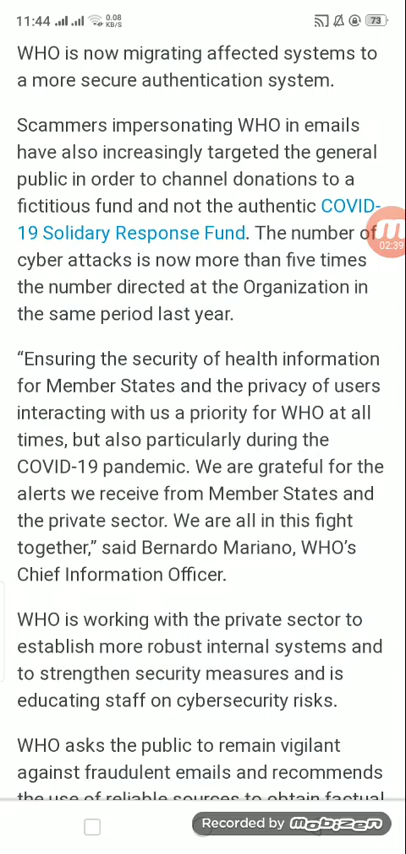 11:44
0.08
KB/S
73
WHO is now migrating affected systems to
a more secure authentication system.
Scammers impersonating WHO in emails
have also increasingly targeted the general
public in order to channel donations to a
fictitious fund and not the authentic COVID-
19 Solidary Response Fund. The number of
cyber attacks is now more than five times
the number directed at the Organization in
the same period last year.
02:39
“Ensuring the security of health information
for Member States and the privacy of users
interacting with us a priority for WHO at all
times, but also particularly during the
COVID-19 pandemic. We are grateful for the
alerts we receive from Member States and
the private sector. We are all in this fight
together,” said Bernardo Mariano, WHO’s
Chief Information Officer.
WHO is working with the private sector to
establish more robust internal systems and
to strengthen security measures and is
educating staff on cybersecurity risks.
WHO asks the public to remain vigilant
against fraudulent emails and recommends
the use of reliable sources to obtain factual
Recorded by mobizen